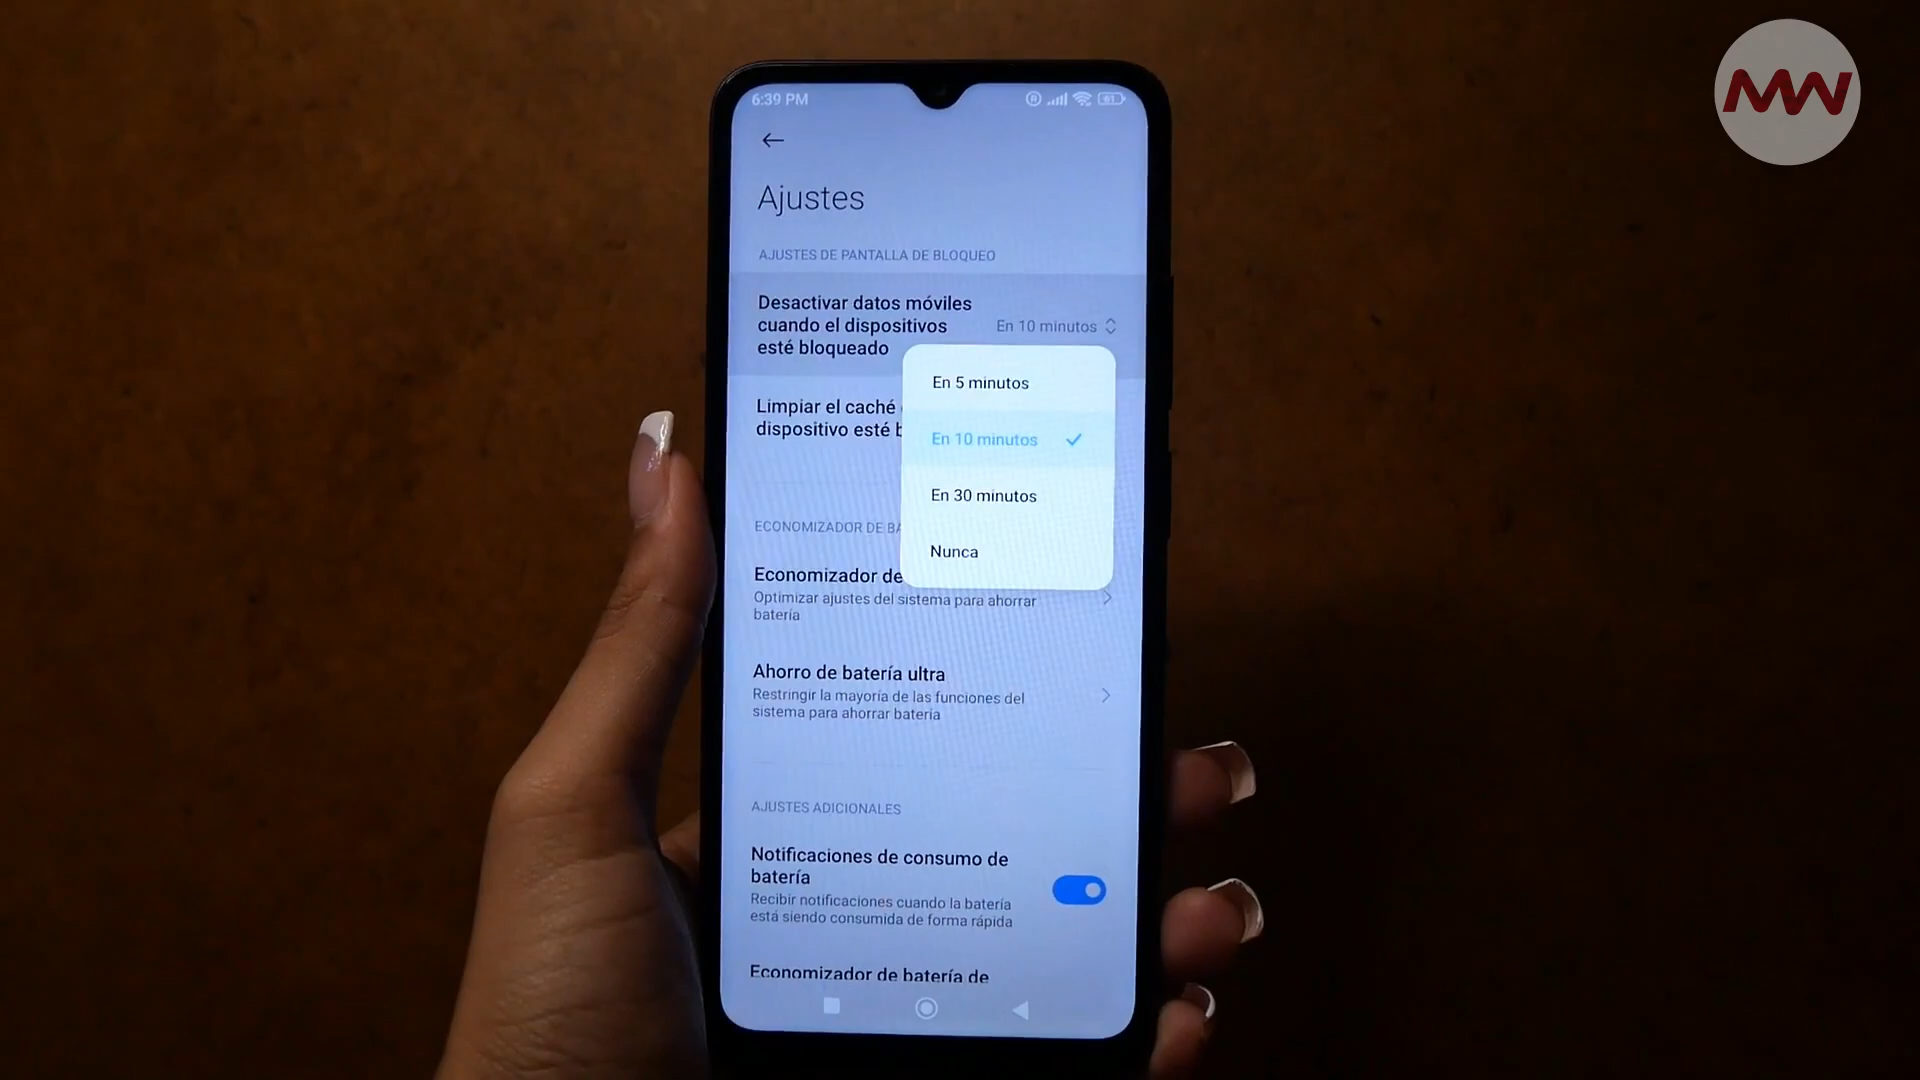 MW
6:39 PM
61
Ajustes
AJUSTES DE PANTALLA DE BLOQUEO
Desactivar datos móviles
cuando el dispositivos
esté bloqueado
En 10 minutos
En 5 minutos
En 10 minutos
En 30 minutos
Nunca
Limpiar el caché
dispositivo esté b
ECONOMIZADOR DE BA
Economizador de
Optimizar ajustes del sistema para ahorrar
batería
Ahorro de batería ultra
Restringir la mayoría de las funciones del
sistema para ahorrar batería
AJUSTES ADICIONALES
Notificaciones de consumo de
batería
Recibir notificaciones cuando la batería
está siendo consumida de forma rápida
Economizador de batería de